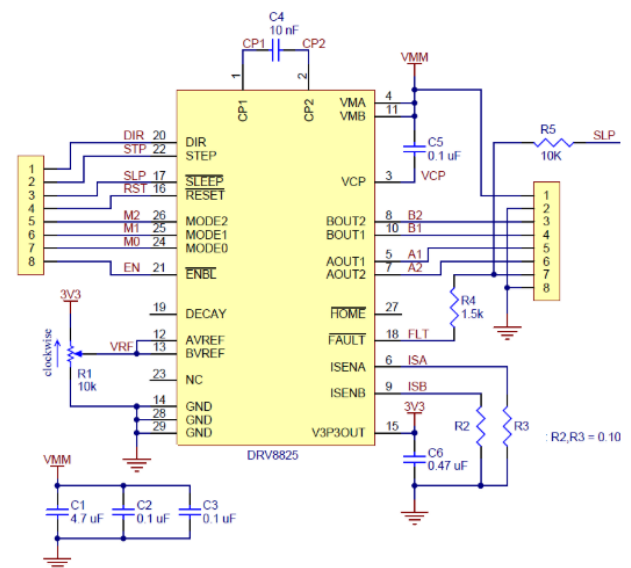 C4
10 nF
CP1
CP2
1
2
CP1
CP2
VMM
VMA
4
VMB
11
C5
0.1 uF
R5
10K
SLP
DIR 20
STP 22
DIR
STEP
SLP 17
RST 16
SLEEP
RESET
M2 26
M1 25
M0 24
MODE2
MODE1
MODE0
EN 21
ENBL
1
2
3
4
5
6
7
8
VCP
3
VCP
BOUT2
8
B2
BOUT1
10
B1
AOUT1
5
A1
AOUT2
7
A2
1
2
3
4
5
6
7
8
3V3
clockwise
R1
10k
VRF
19
DECAY
12
AVREF
13
BVREF
23
NC
14
GND
28
GND
29
GND
HOME
27
FAULT
18
FLT
R4
1.5k
ISENA
6
ISA
ISENB
9
ISB
3V3
V3P3OUT
15
R2
R3
: R2,R3 = 0.10
C6
0.47 uF
DRV8825
VMM
C1
4.7 uF
C2
0.1 uF
C3
0.1 uF